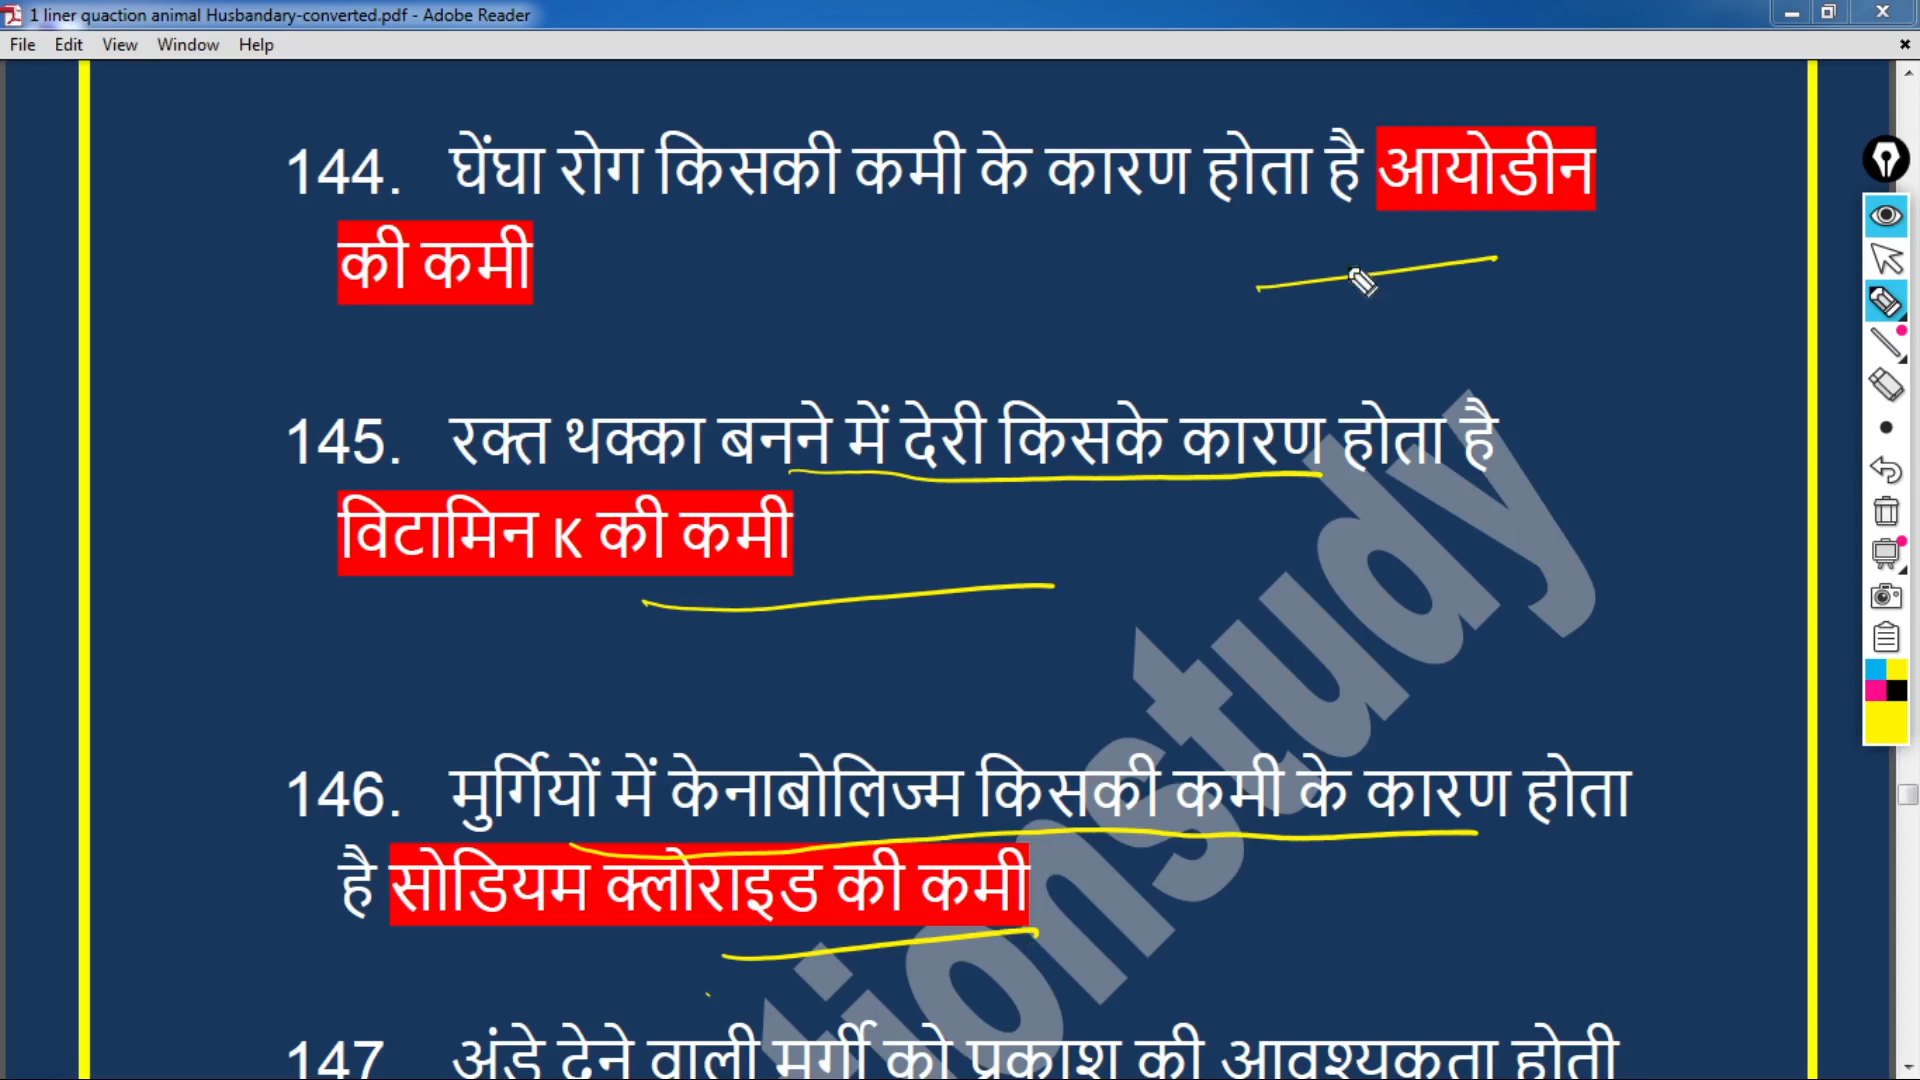 1 liner quaction animal Husbandary-converted.pdf - Adobe Reader
File Edit View Window Help
144. घेंघा रोग किसकी कमी के कारण होता है आयोडीन
की कमी
145. रक्त थक्का बनने में देरी किसके कारण होता है
विटामिन K की कमी
146. मुर्गियों में केनाबोलिज्म किसकी कमी के कारण होता
है सोडियम क्लोराइड की कमी
147 अंडे देने वाली मुर्गी को प्रकाश की आवश्यकता होती
tionstudy